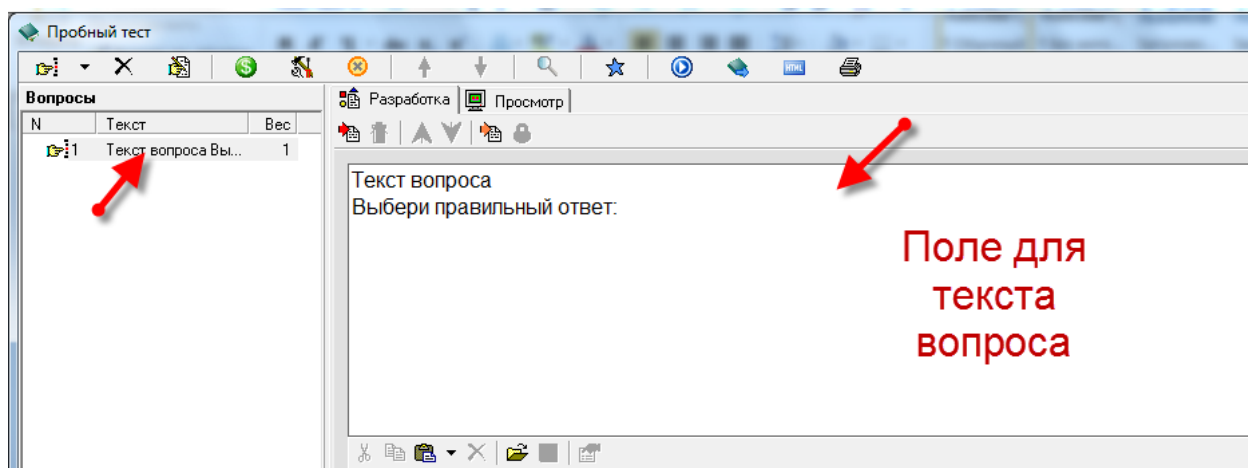 Пробный тест
HTML
Вопросы
Разработка
Просмотр
N Текст Вес
1 Текст вопроса Вы... 1
Текст вопроса
Выбери правильный ответ:
Поле для
текста
вопроса